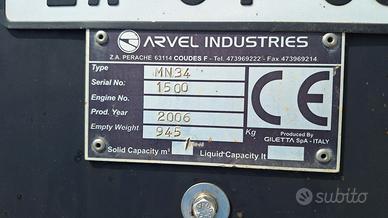 ARVEL INDUSTRIES
Z.A. PERACHE 63114 COUDES F - Tel. 473969222 - Fax 473969214
Type MN34
Serial No. 1500
Engine No.
Prod. Year 2006
Empty Weight 945 Kg
Solid Capacity m³ Liquid Capacity lt
CE
Produced By
GILETTA SpA - ITALY
subito